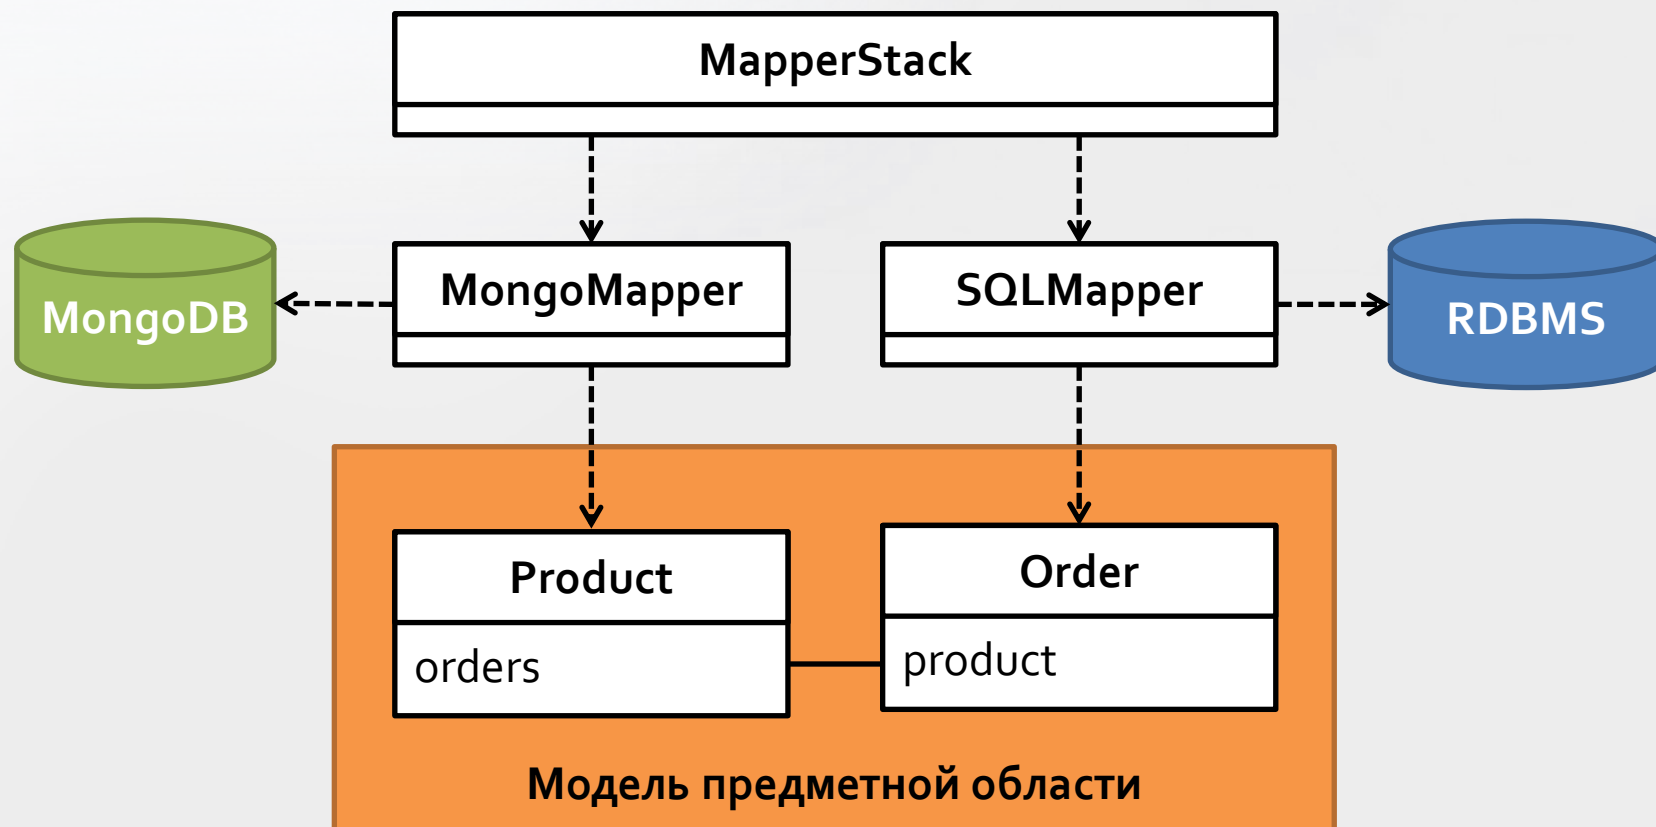 MapperStack
MongoDB
MongoMapper
SQLMapper
RDBMS
Product
Order
orders
product
Модель предметной области